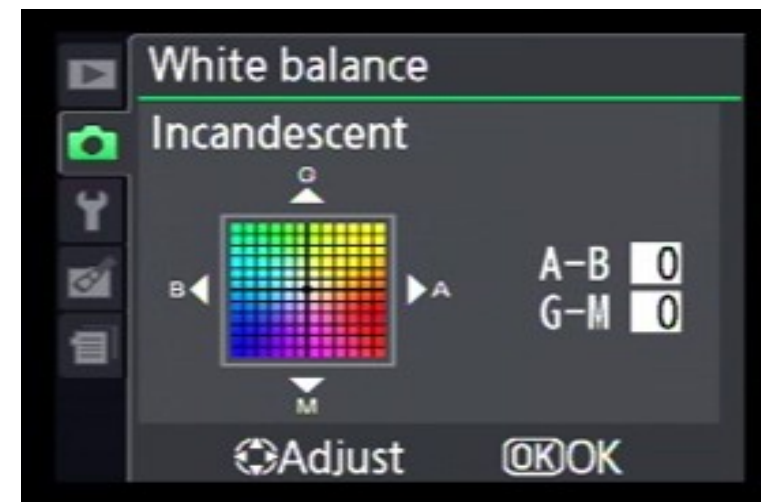 White balance
Incandescent
G
B A
A-B 0
G-M 0
M
Adjust OK OK